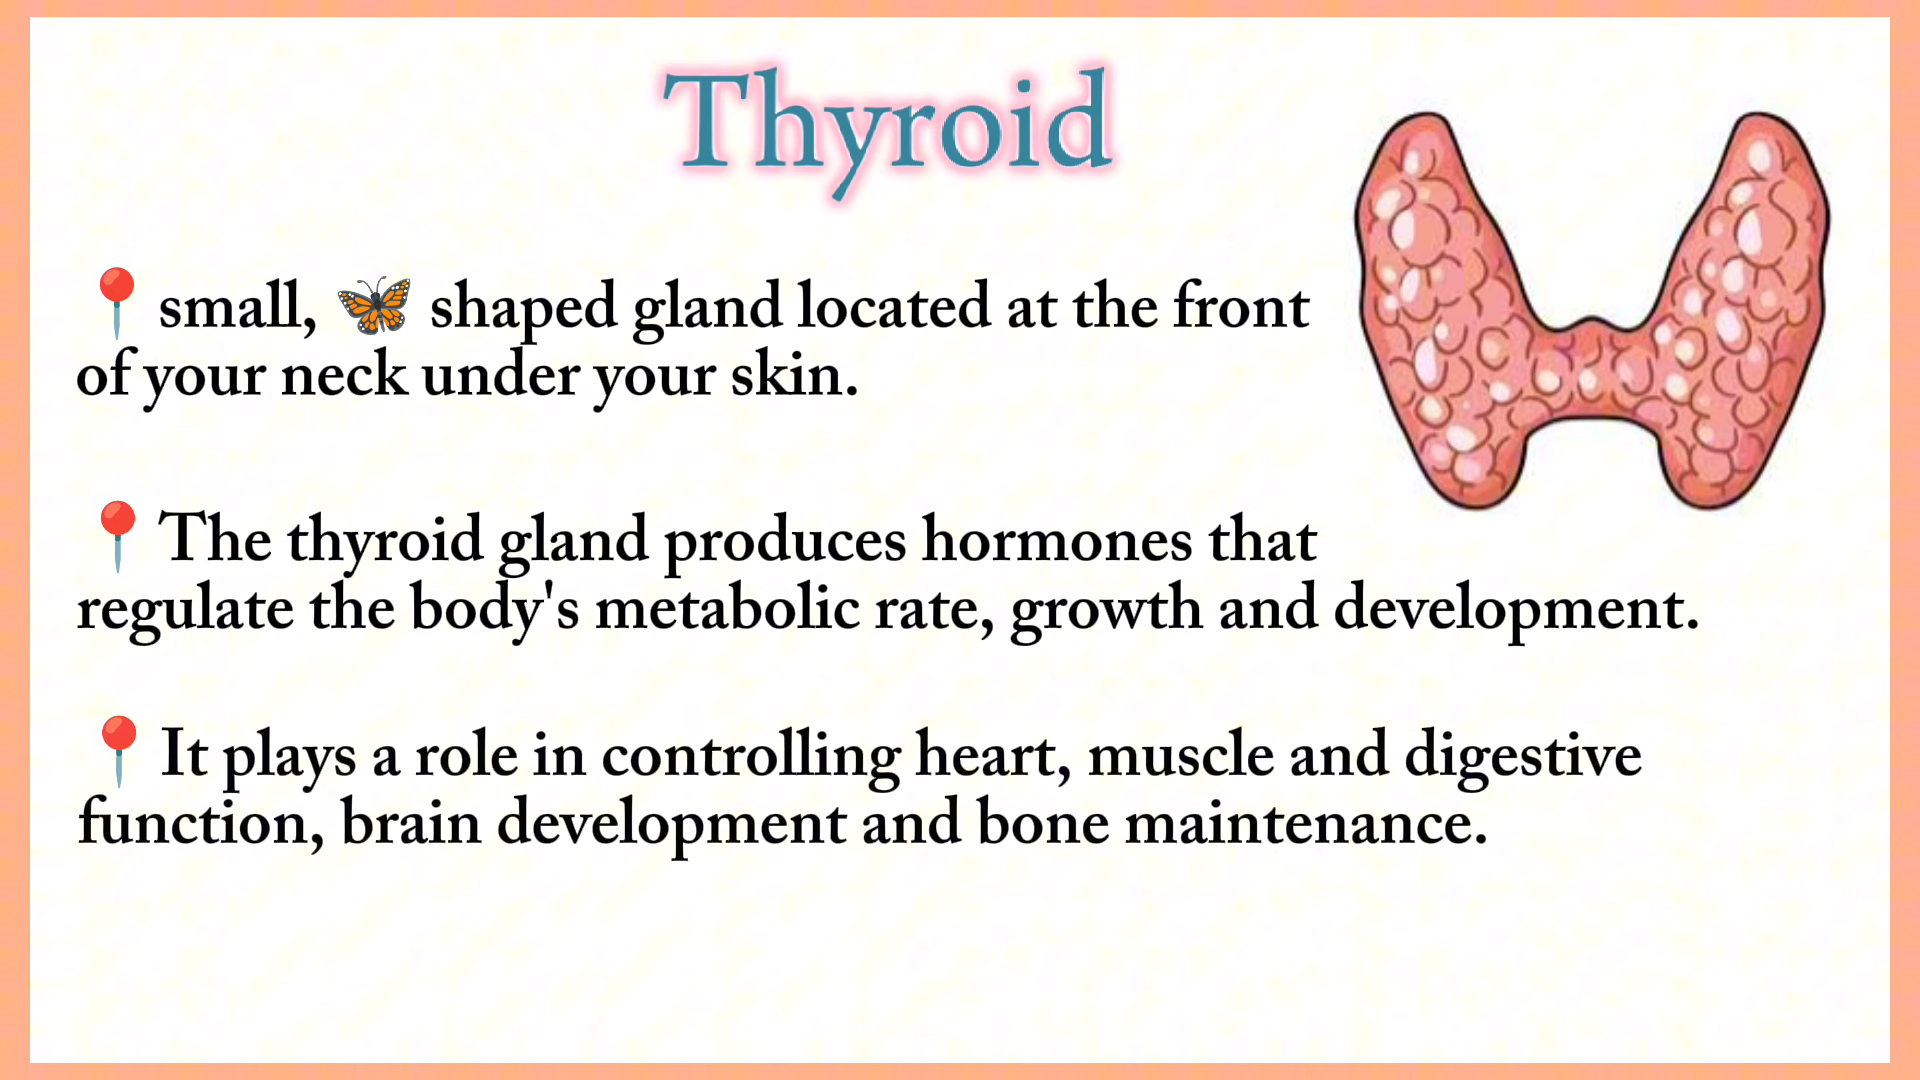 Thyroid
📍small, 🦋 shaped gland located at the front
of your neck under your skin.
📍The thyroid gland produces hormones that
regulate the body's metabolic rate, growth and development.
📍It plays a role in controlling heart, muscle and digestive
function, brain development and bone maintenance.